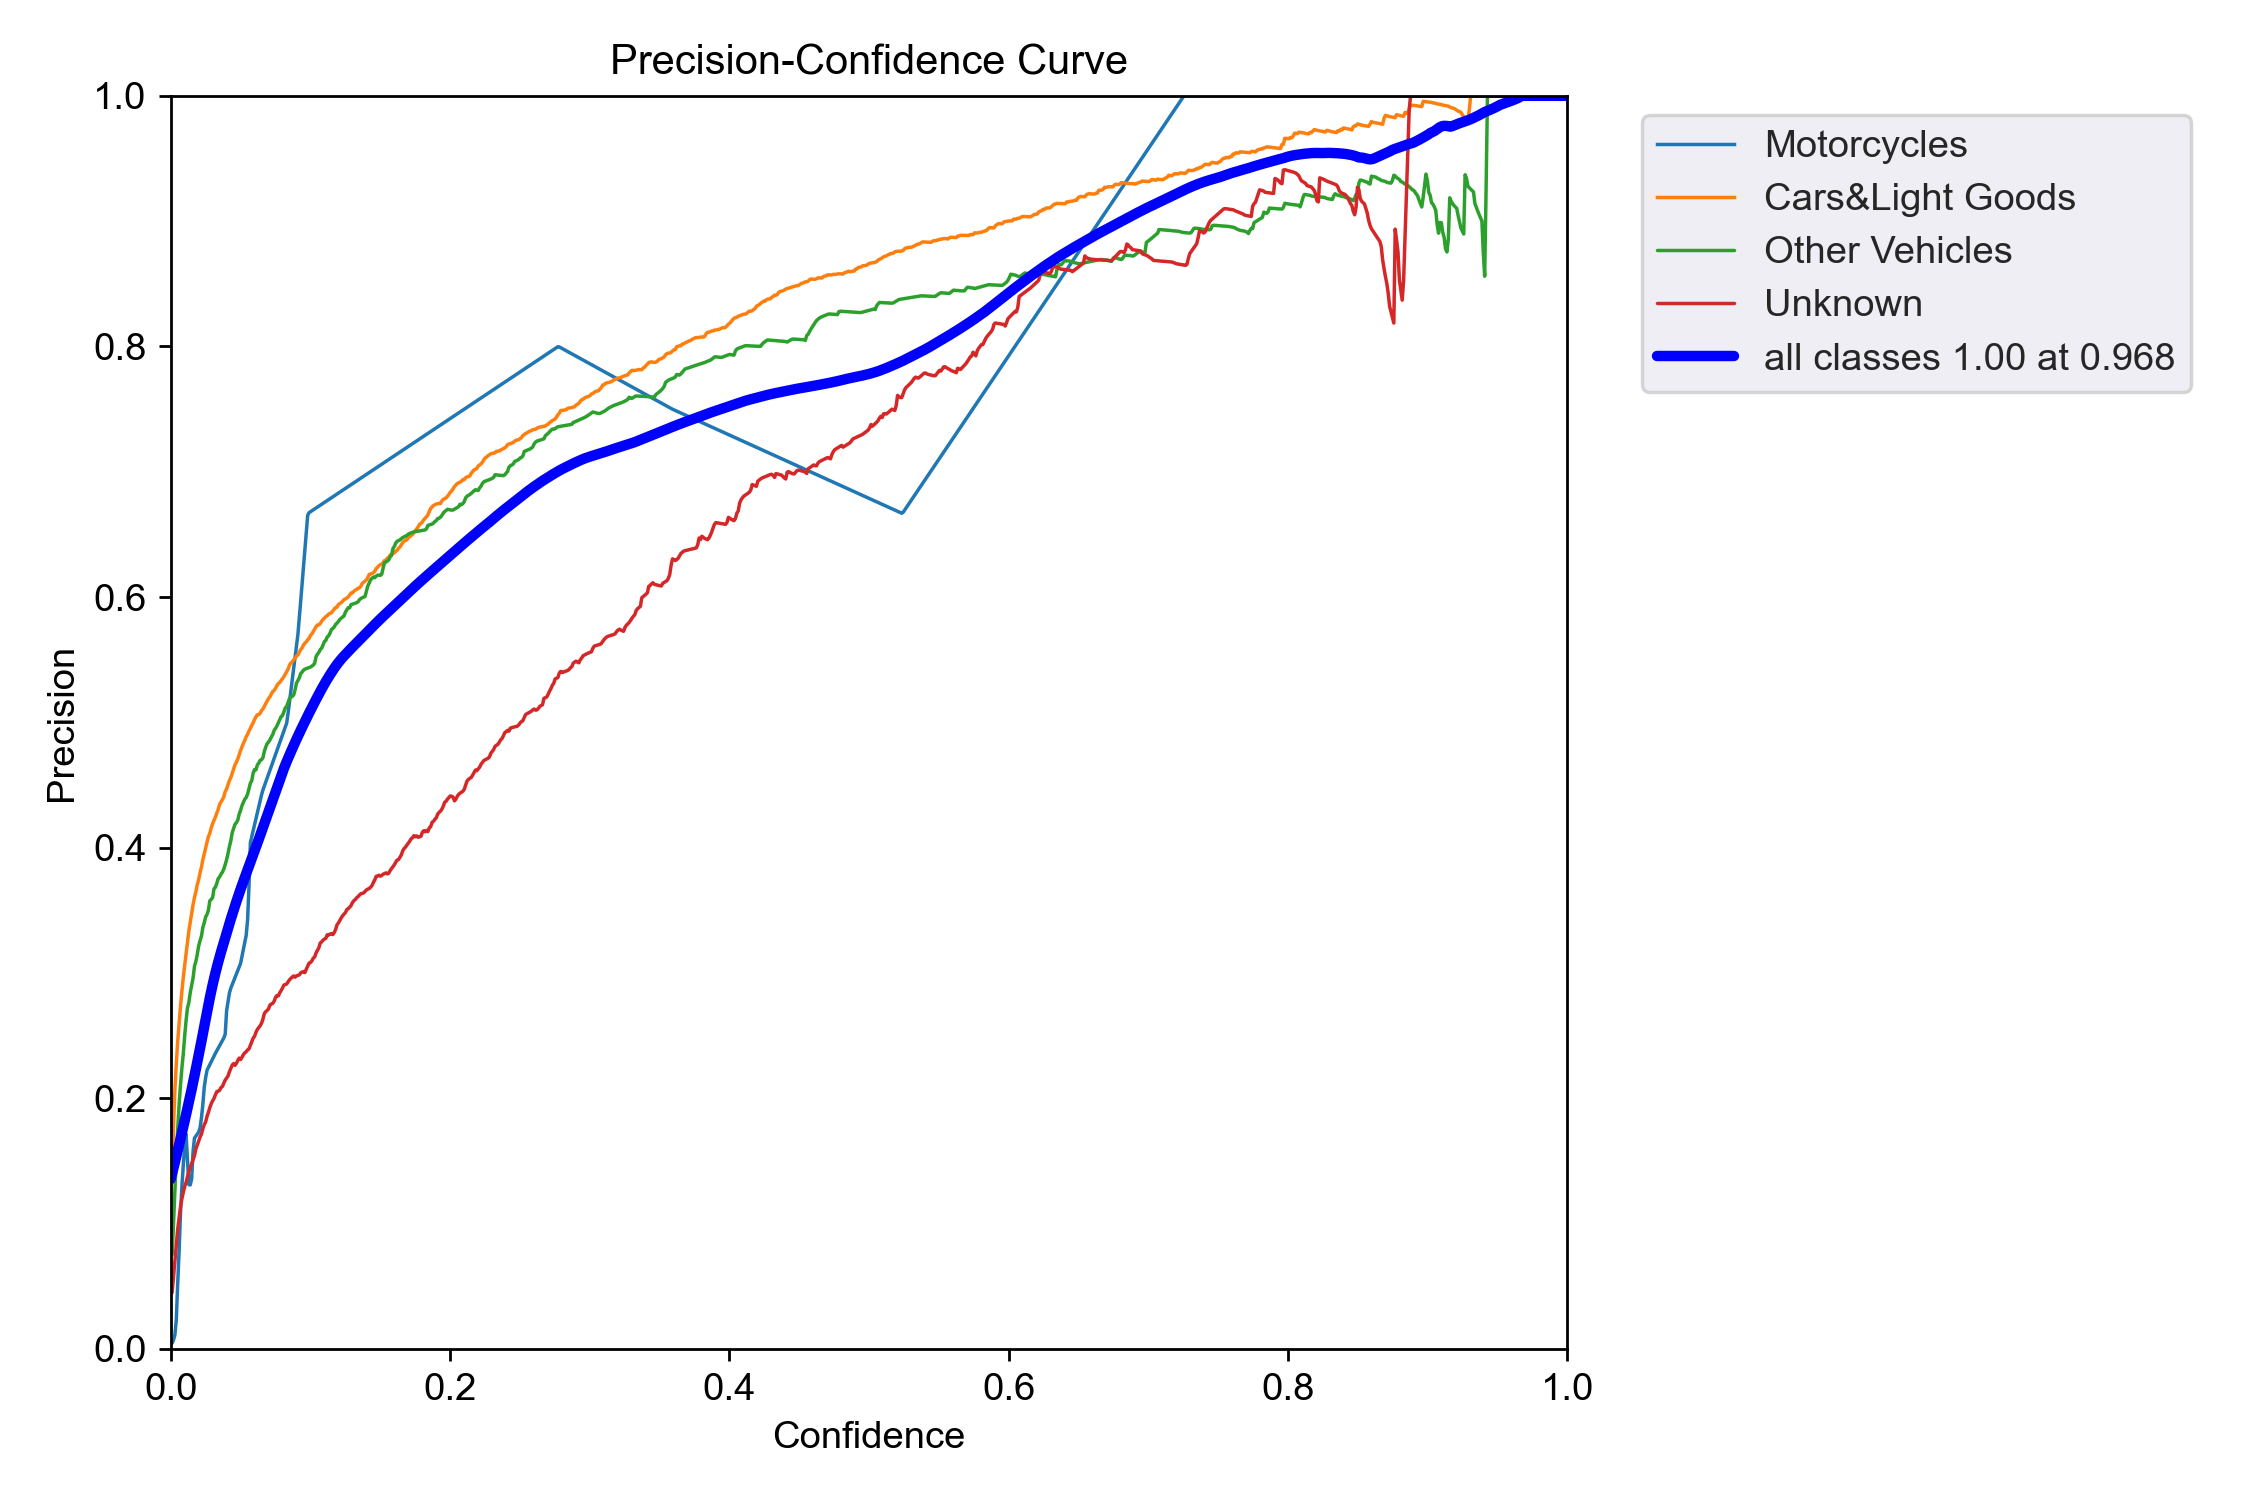 Precision-Confidence Curve
1.0
0.8
0.6
0.4
0.2
0.0
Precision
0.0 0.2 0.4 0.6 0.8 1.0
Confidence
Motorcycles
Cars&Light Goods
Other Vehicles
Unknown
all classes 1.00 at 0.968